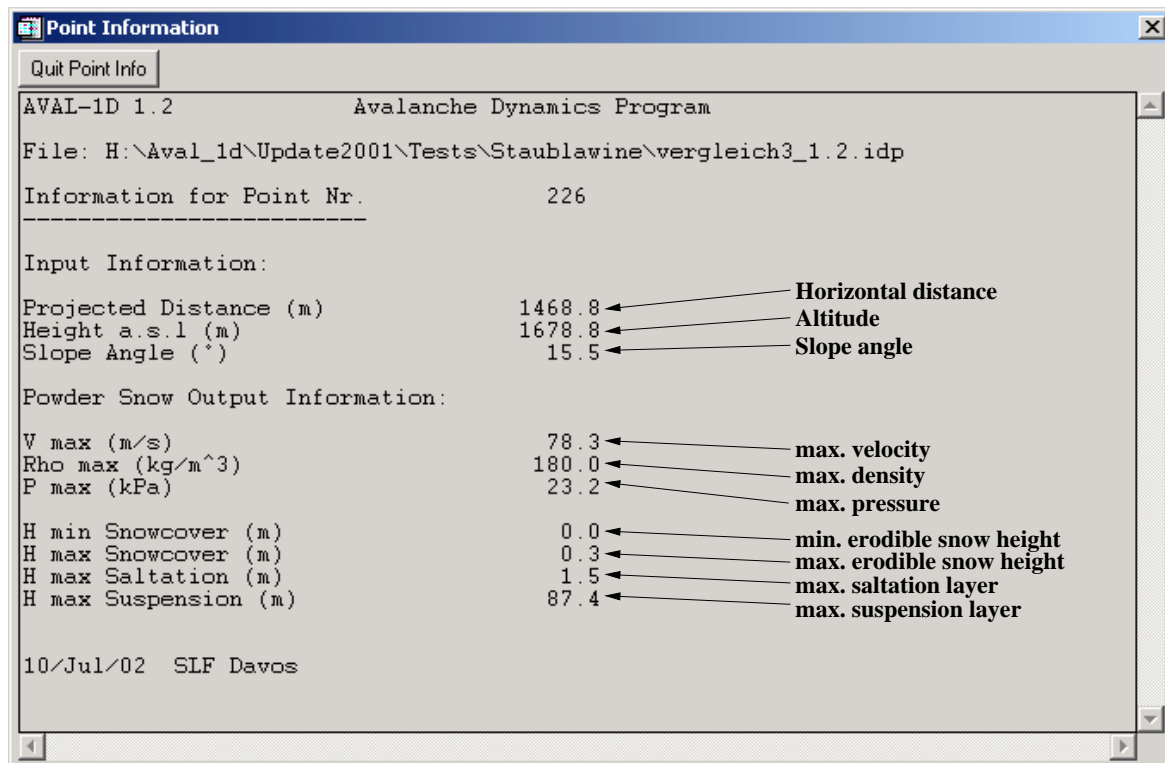 Point Information
Quit Point Info
AVAL-1D 1.2 Avalanche Dynamics Program
File: H:\Aval_1d\Update2001\Tests\Staublawine\vergleich3_1.2.idp
Information for Point Nr. 226
-------------------------
Input Information:
Projected Distance (m) 1468.8 Horizontal distance
Height a.s.l (m) 1678.8 Altitude
Slope Angle (°) 15.5 Slope angle
Powder Snow Output Information:
V max (m/s) 78.3 max. velocity
Rho max (kg/m^3) 180.0 max. density
P max (kPa) 23.2 max. pressure
H min Snowcover (m) 0.0 min. erodible snow height
H max Snowcover (m) 0.3 max. erodible snow height
H max Saltation (m) 1.5 max. saltation layer
H max Suspension (m) 87.4 max. suspension layer
10/Jul/02 SLF Davos